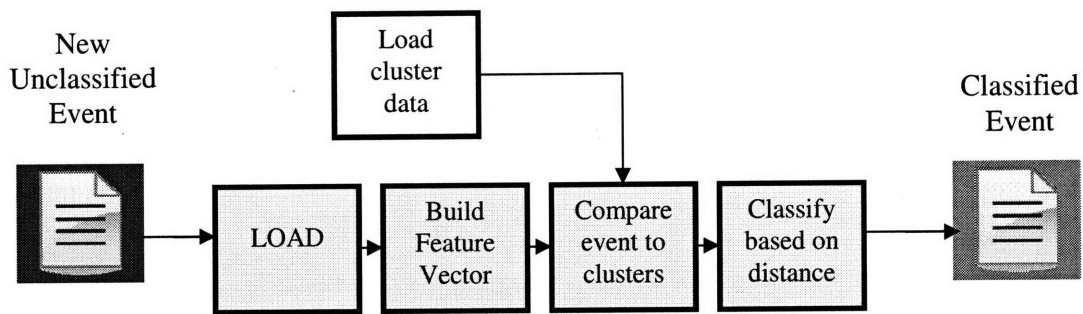 New
Unclassified
Event
Load
cluster
data
Classified
Event
LOAD
Build
Feature
Vector
Compare
event to
clusters
Classify
based on
distance